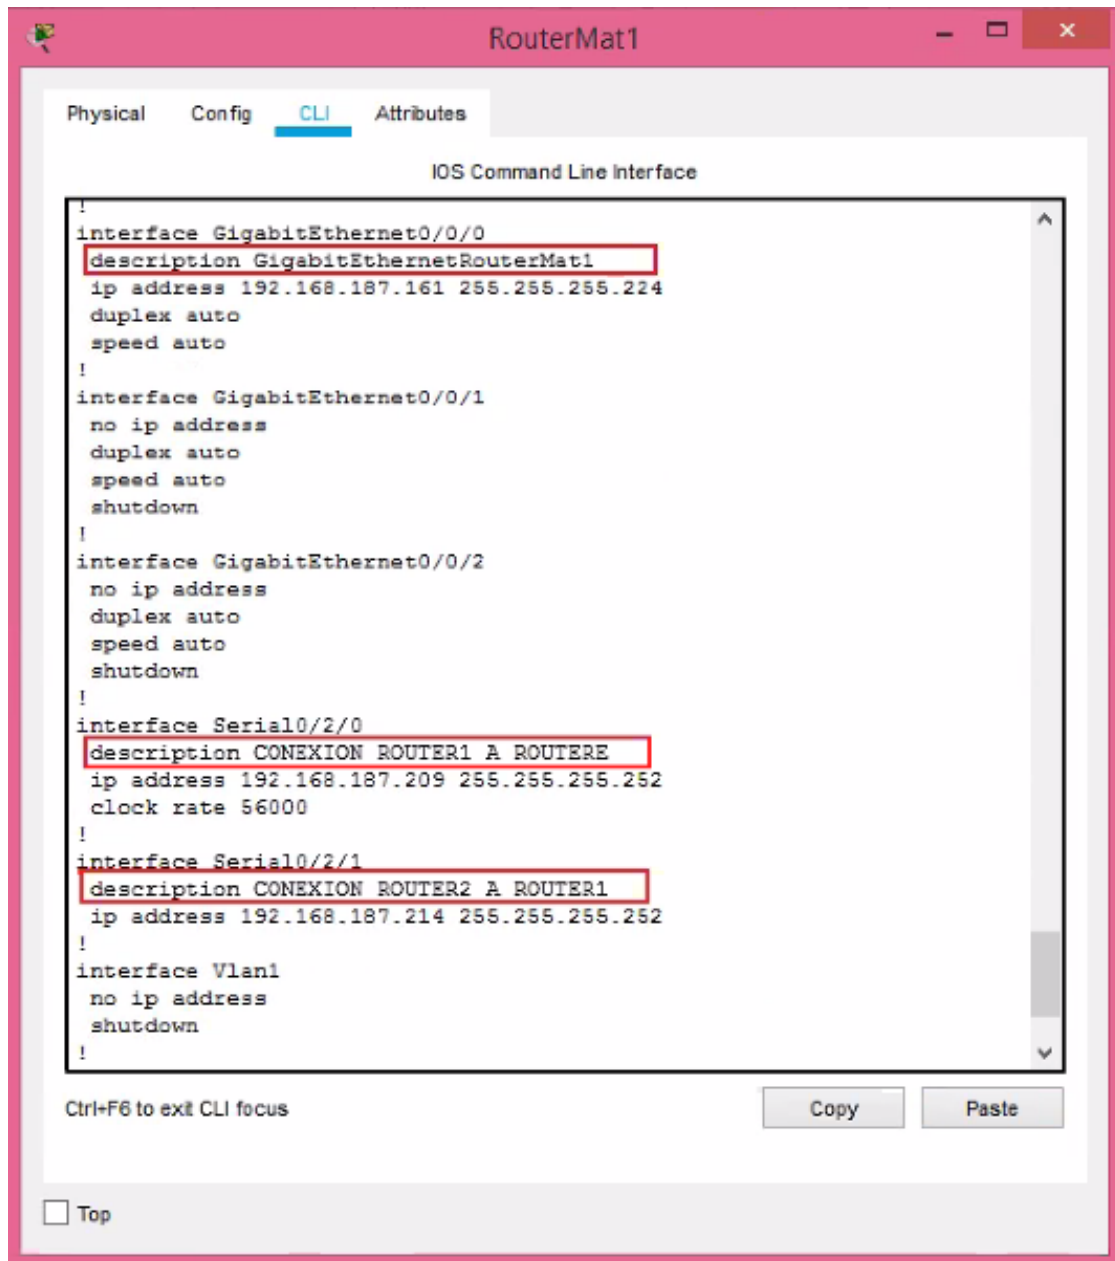 RouterMat1
Physical Config CLI Attributes
IOS Command Line Interface
!
interface GigabitEthernet0/0/0
description GigabitEthernetRouterMat1
ip address 192.168.187.161 255.255.255.224
duplex auto
speed auto
!
interface GigabitEthernet0/0/1
no ip address
duplex auto
speed auto
shutdown
!
interface GigabitEthernet0/0/2
no ip address
duplex auto
speed auto
shutdown
!
interface Serial0/2/0
description CONEXION ROUTER1 A ROUTERE
ip address 192.168.187.209 255.255.255.252
clock rate 56000
!
interface Serial0/2/1
description CONEXION ROUTER2 A ROUTER1
ip address 192.168.187.214 255.255.255.252
!
interface Vlan1
no ip address
shutdown
!
Ctrl+F6 to exit CLI focus
Copy Paste
Top